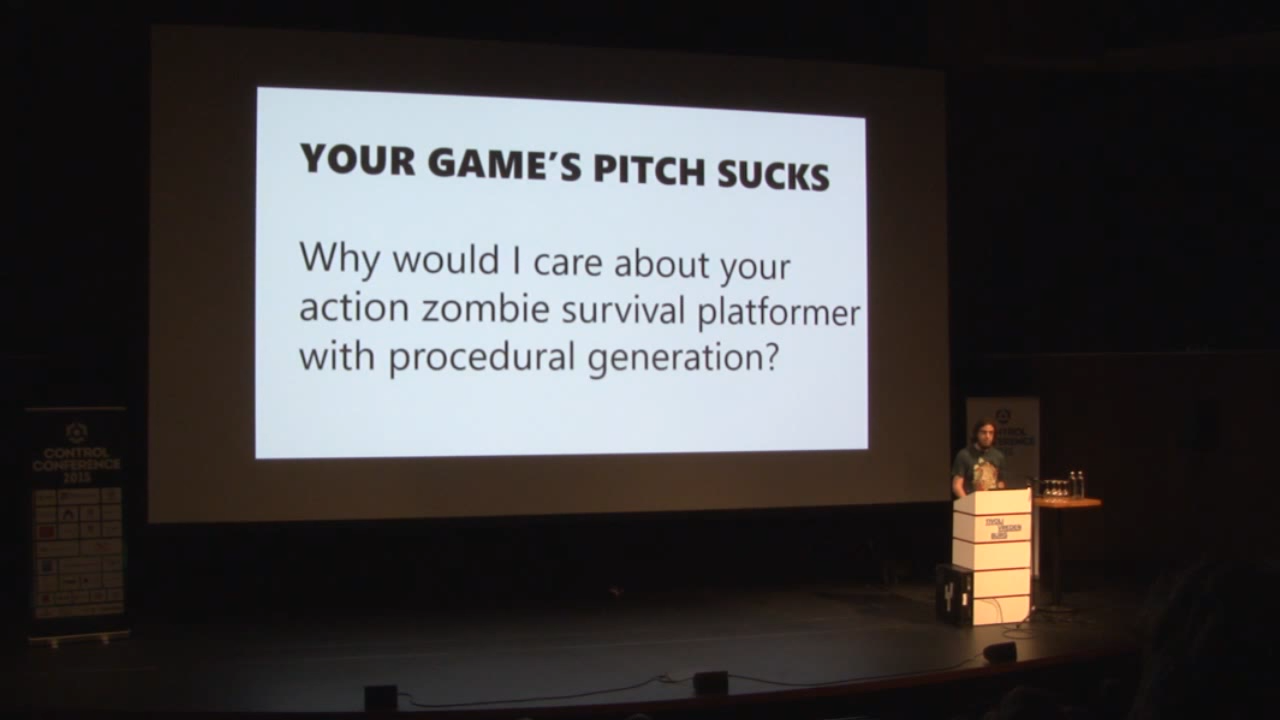 YOUR GAME'S PITCH SUCKS
Why would I care about your
action zombie survival platformer
with procedural generation?
CONTROL
CONFERENCE
2015